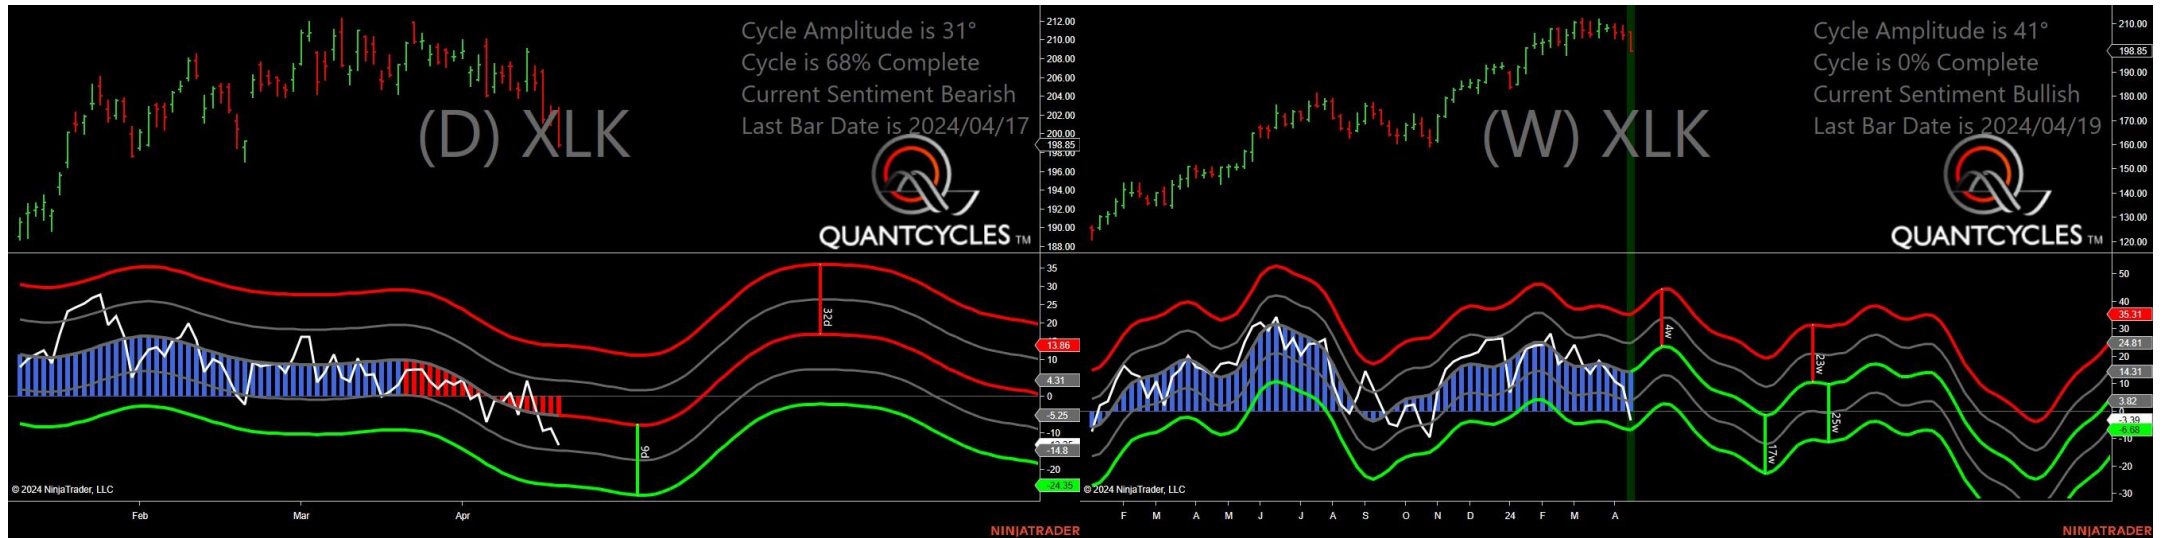 Cycle Amplitude is 31°
Cycle is 68% Complete
Current Sentiment Bearish
Last Bar Date is 2024/04/17
(D) XLK
QUANTCYCLES TM
212.00
210.00
208.00
206.00
204.00
202.00
200.00
198.85
198.00
196.00
194.00
192.00
190.00
188.00
35
30
25
20
13.86
10
4.31
0
-5.25
-10
-14.8
-20
-24.35
32d
9d
© 2024 NinjaTrader, LLC
Feb Mar Apr
NINJATRADER
Cycle Amplitude is 41°
Cycle is 0% Complete
Current Sentiment Bullish
Last Bar Date is 2024/04/19
(W) XLK
QUANTCYCLES TM
210.00
198.85
190.00
180.00
170.00
160.00
150.00
140.00
130.00
120.00
50
40
35.31
30
24.81
20
14.31
10
3.82
0
-3.39
-6.68
-10
-20
-30
4w
23w
17w
25w
© 2024 NinjaTrader, LLC
F M A M J J A S O N D 24 F M A
NINJATRADER